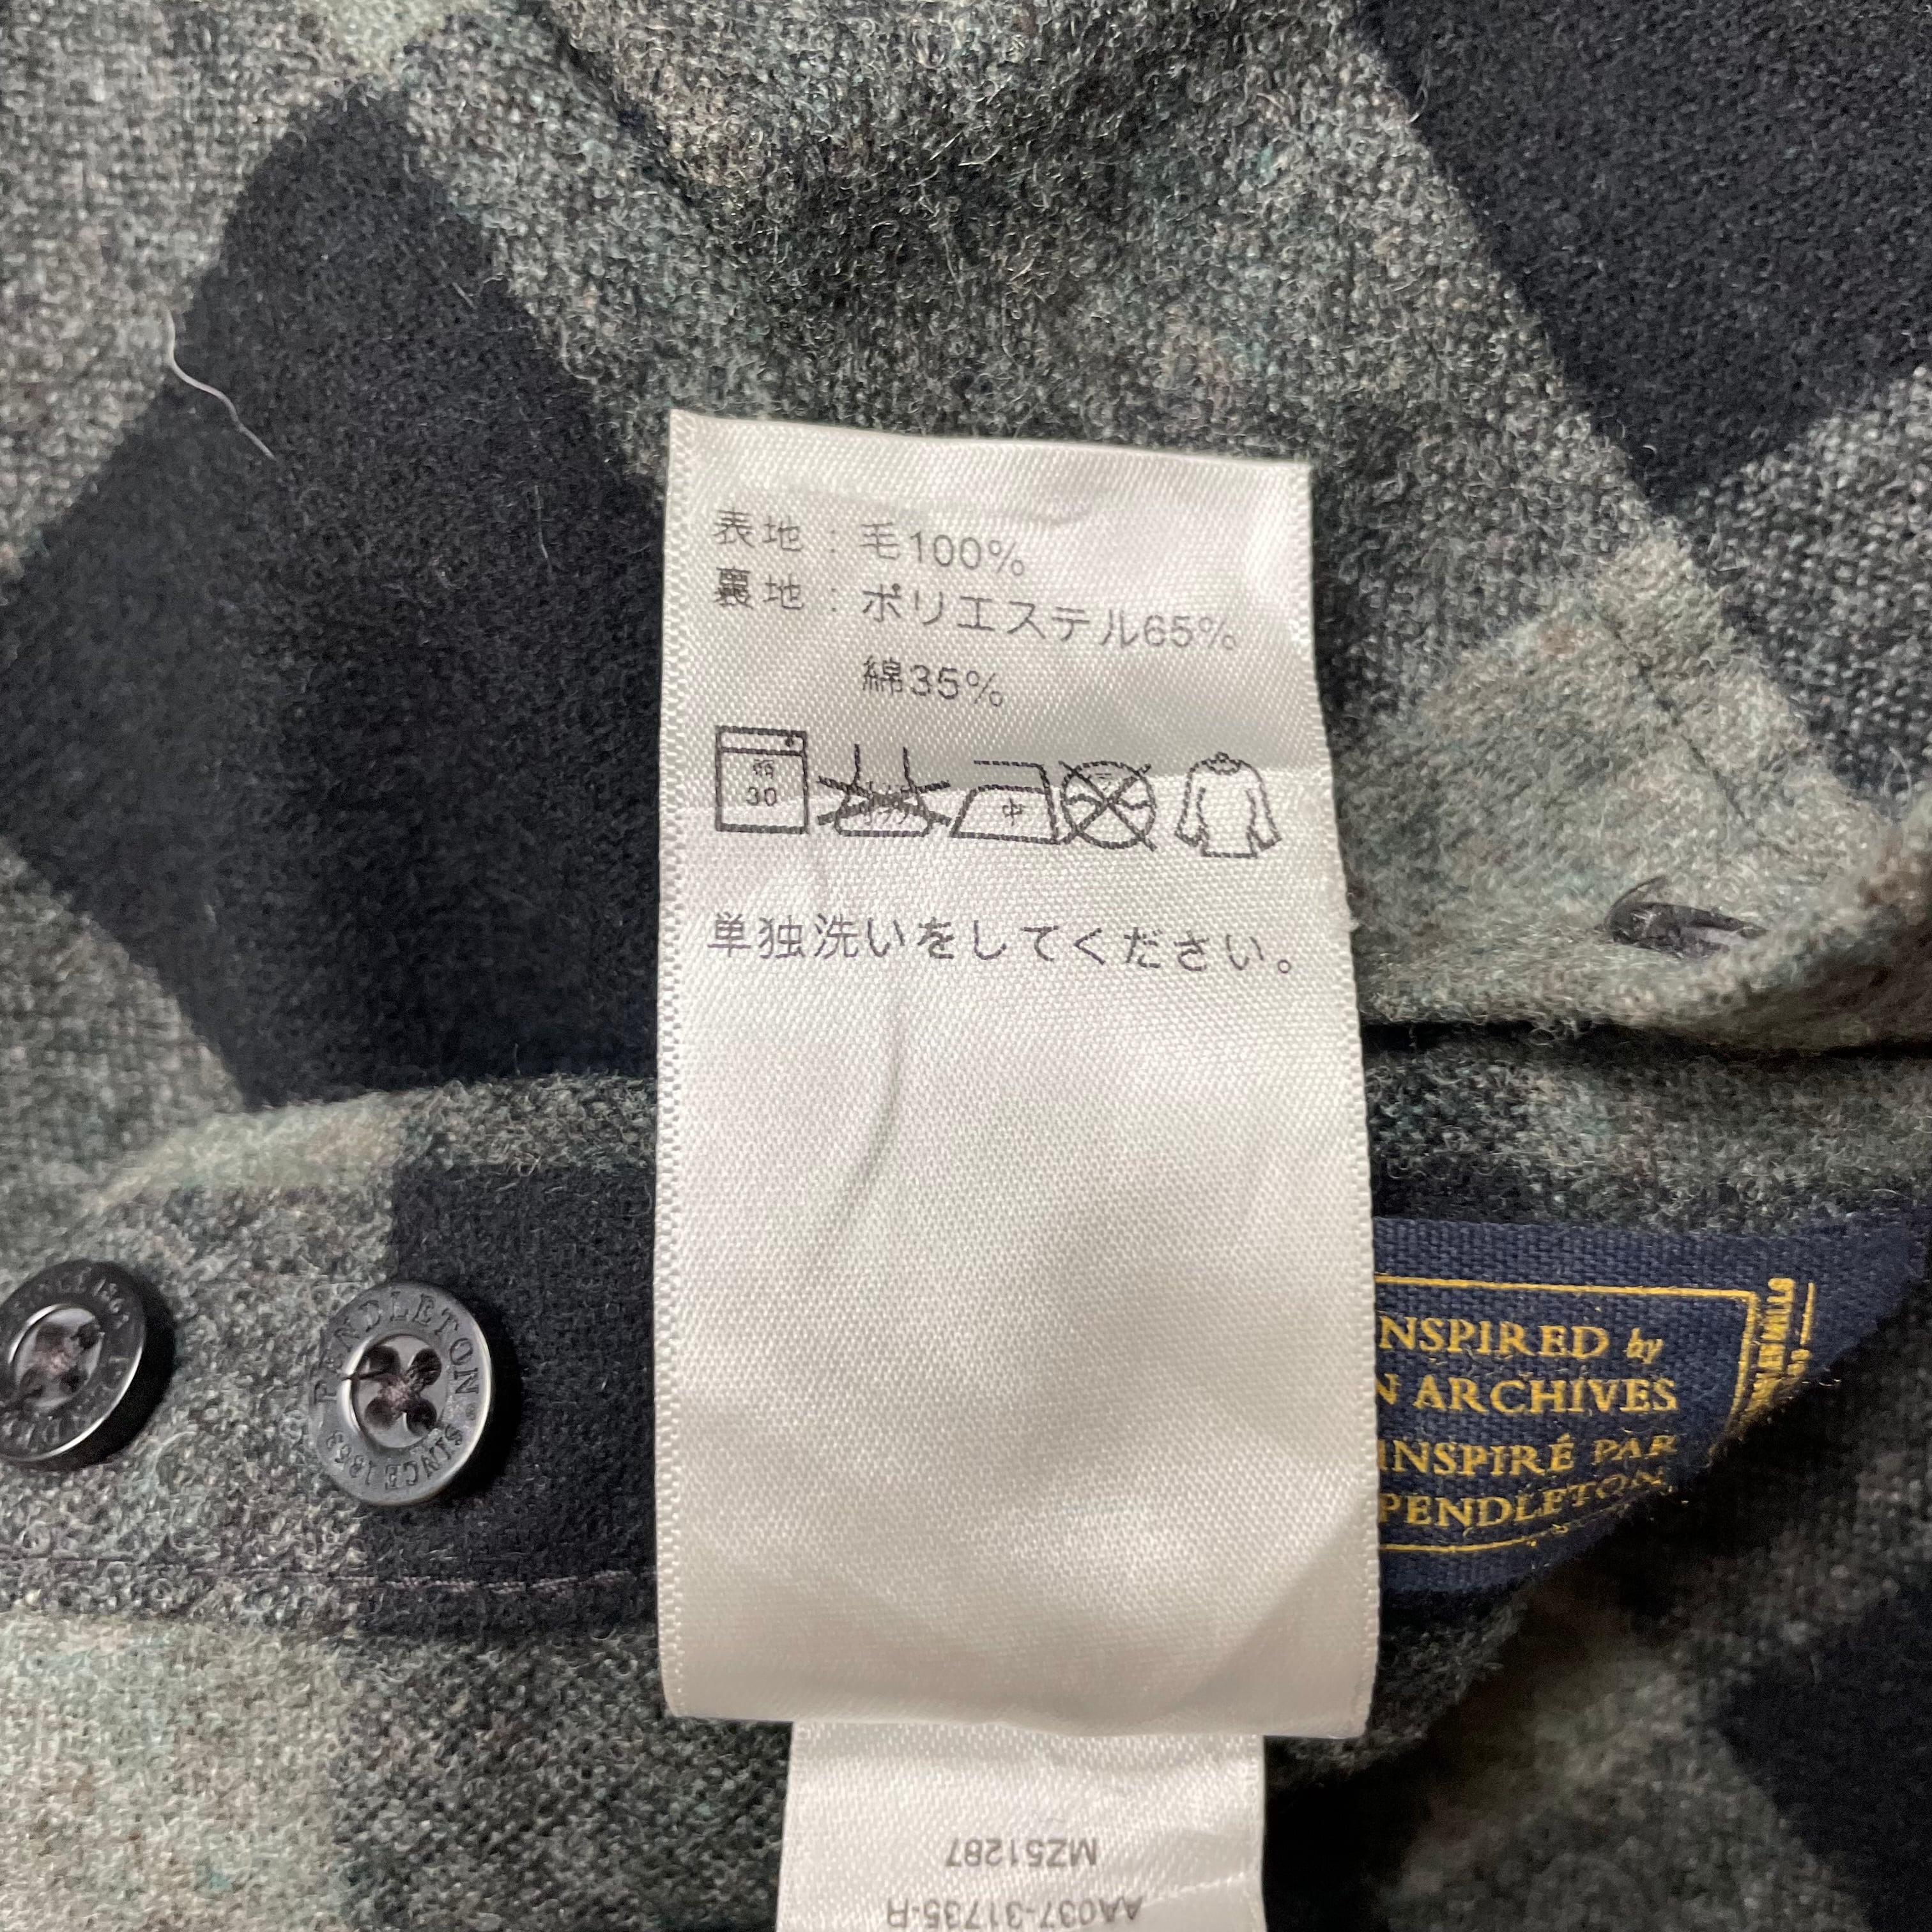 表地：毛100%
裏地：ポリエステル65%
綿35%
弱
30
中
単独洗いをしてください。
PENDLETON
SINCE 1863
NSPIRED by
N ARCHIVES
INSPIRÉ PAR
PENDLETON
MZ51287
AA037-31735-R